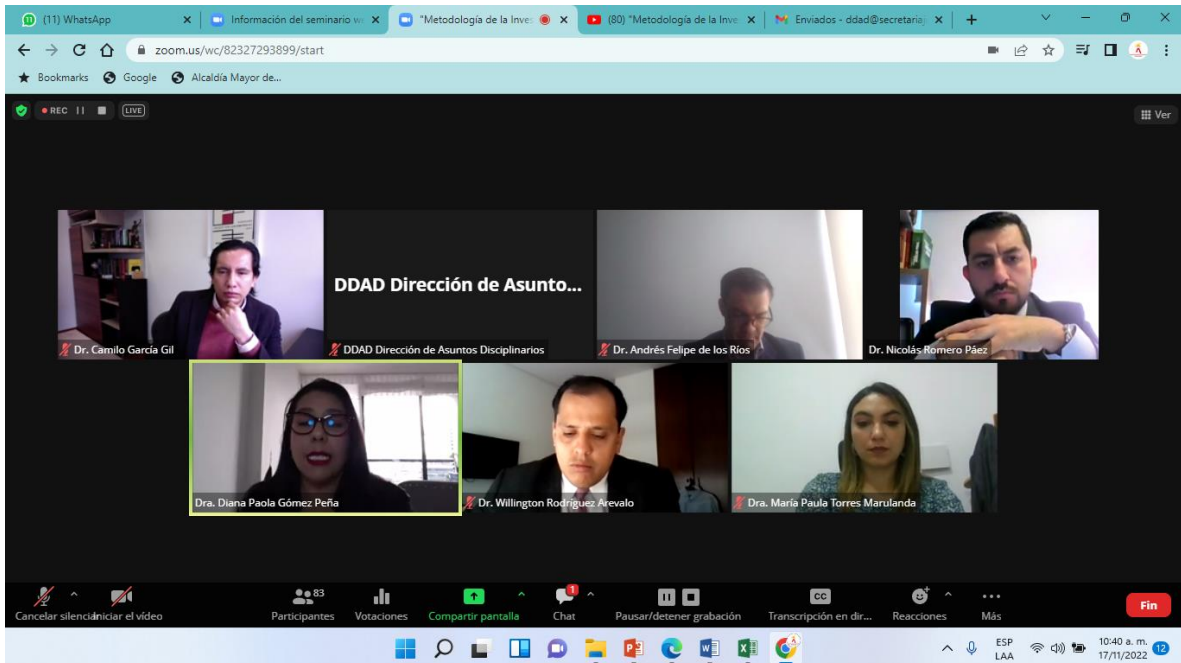 (11) WhatsApp
Información del seminario we
"Metodología de la Inves
(80) "Metodología de la Inve
Enviados - ddad@secretariaj
zoom.us/wc/82327293899/start
Bookmarks
Google
Alcaldía Mayor de...
REC
LIVE
Ver
DDAD Dirección de Asunto...
Dr. Camilo García Gil
DDAD Dirección de Asuntos Disciplinarios
Dr. Andrés Felipe de los Ríos
Dr. Nicolás Romero Páez
Dra. Diana Paola Gómez Peña
Dr. Willington Rodríguez Arevalo
Dra. María Paula Torres Marulanda
83
1
CC
Cancelar silencia
Iniciar el vídeo
Participantes
Votaciones
Compartir pantalla
Chat
Pausar/detener grabación
Transcripción en dir...
Reacciones
Más
Fin
ESP
LAA
10:40 a. m.
17/11/2022
12